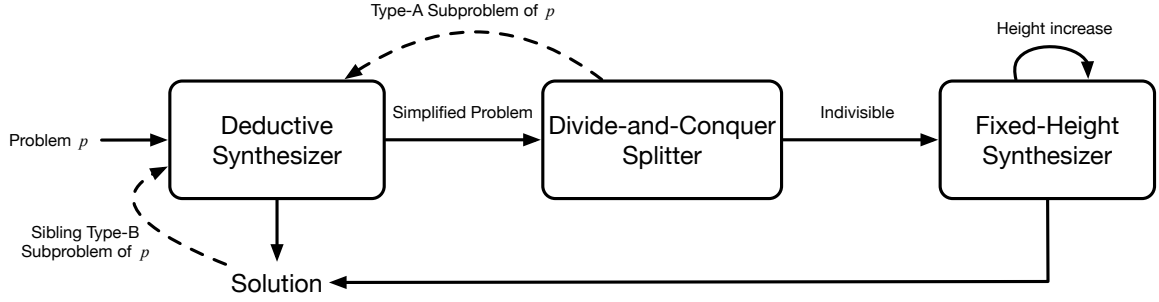 Type-A Subproblem of p
Height increase
Problem p
Deductive
Synthesizer
Simplified Problem
Divide-and-Conquer
Splitter
Indivisible
Fixed-Height
Synthesizer
Sibling Type-B
Subproblem of p
Solution